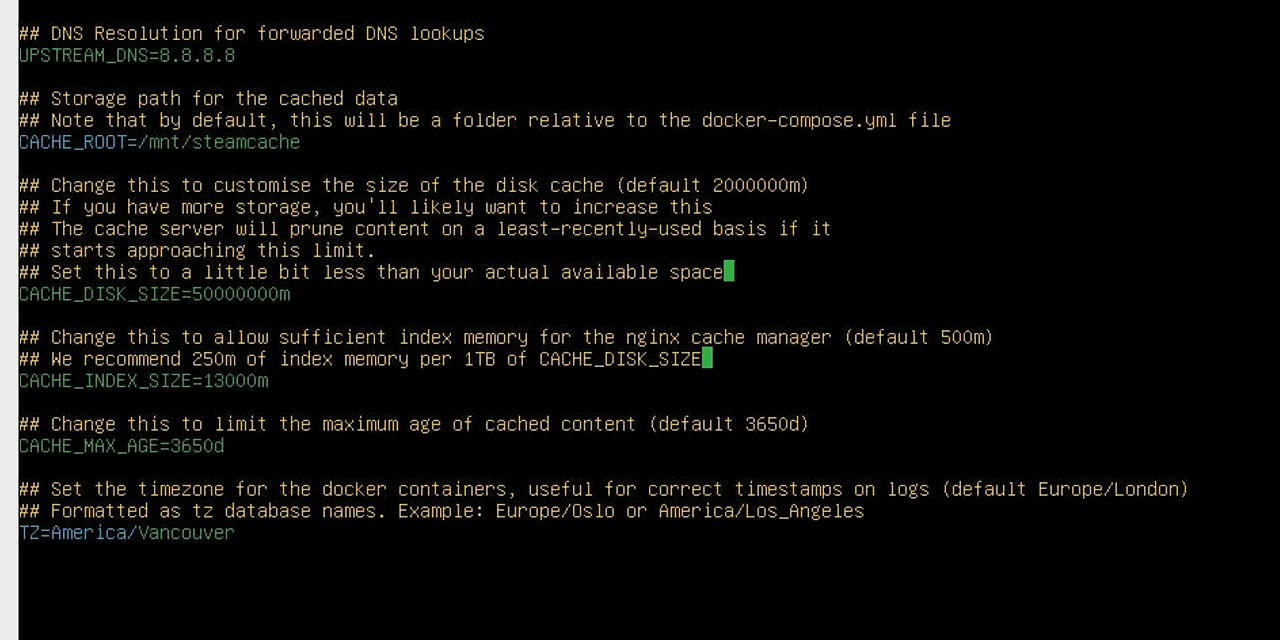 ## DNS Resolution for forwarded DNS lookups
UPSTREAM_DNS=8.8.8.8
## Storage path for the cached data
## Note that by default, this will be a folder relative to the docker-compose.yml file
CACHE_ROOT=/mnt/steamcache
## Change this to customise the size of the disk cache (default 2000000m)
## If you have more storage, you'll likely want to increase this
## The cache server will prune content on a least-recently-used basis if it
## starts approaching this limit.
## Set this to a little bit less than your actual available space
CACHE_DISK_SIZE=50000000m
## Change this to allow sufficient index memory for the nginx cache manager (default 500m)
## We recommend 250m of index memory per 1TB of CACHE_DISK_SIZE
CACHE_INDEX_SIZE=13000m
## Change this to limit the maximum age of cached content (default 3650d)
CACHE_MAX_AGE=3650d
## Set the timezone for the docker containers, useful for correct timestamps on logs (default Europe/London)
## Formatted as tz database names. Example: Europe/Oslo or America/Los_Angeles
TZ=America/Vancouver